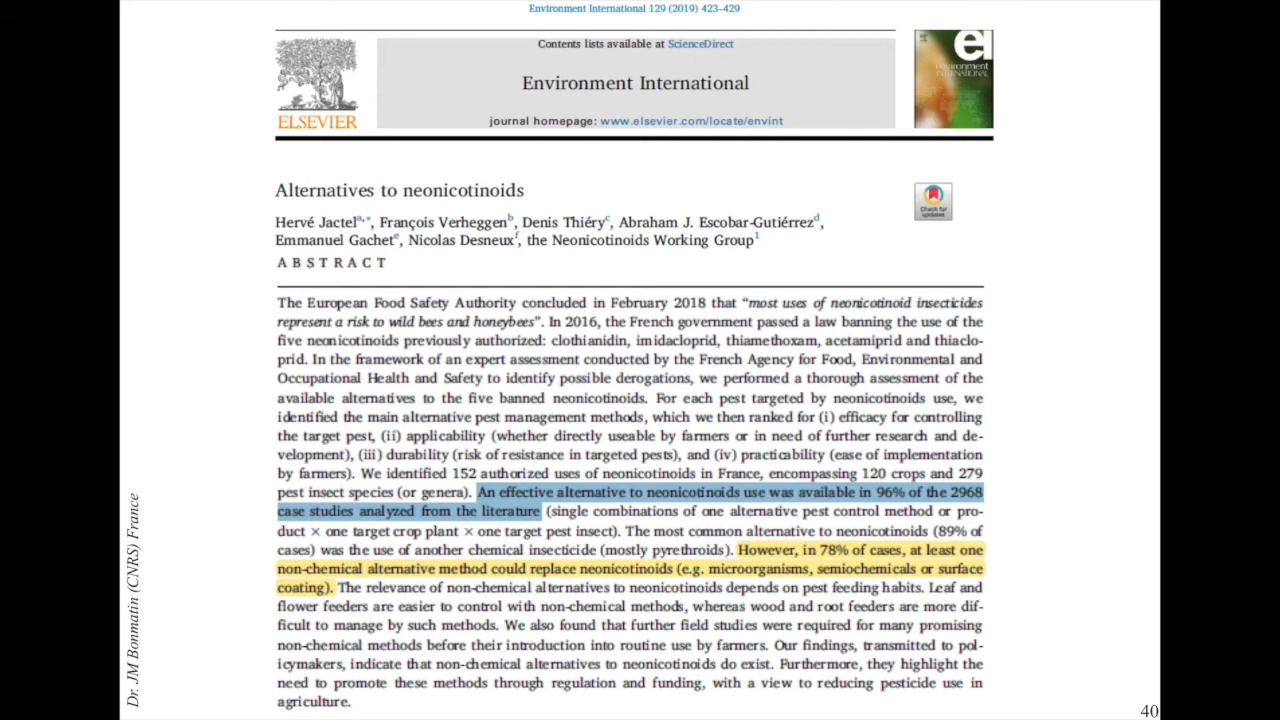 Environment International 129 (2019) 423–429
Contents lists available at ScienceDirect
Environment International
journal homepage: www.elsevier.com/locate/envint
ELSEVIER
ei
environment
INTERNATIONAL
Alternatives to neonicotinoids
Check for
updates
Hervé Jactel a,*, François Verheggen b, Denis Thiéry c, Abraham J. Escobar-Gutiérrez d,
Emmanuel Gachet e, Nicolas Desneux f, the Neonicotinoids Working Group 1
ABSTRACT
The European Food Safety Authority concluded in February 2018 that “most uses of neonicotinoid insecticides
represent a risk to wild bees and honeybees”. In 2016, the French government passed a law banning the use of the
five neonicotinoids previously authorized: clothianidin, imidacloprid, thiamethoxam, acetamiprid and thiaclo-
prid. In the framework of an expert assessment conducted by the French Agency for Food, Environmental and
Occupational Health and Safety to identify possible derogations, we performed a thorough assessment of the
available alternatives to the five banned neonicotinoids. For each pest targeted by neonicotinoids use, we
identified the main alternative pest management methods, which we then ranked for (i) efficacy for controlling
the target pest, (ii) applicability (whether directly useable by farmers or in need of further research and de-
velopment), (iii) durability (risk of resistance in targeted pests), and (iv) practicability (ease of implementation
by farmers). We identified 152 authorized uses of neonicotinoids in France, encompassing 120 crops and 279
pest insect species (or genera). An effective alternative to neonicotinoids use was available in 96% of the 2968
case studies analyzed from the literature (single combinations of one alternative pest control method or pro-
duct × one target crop plant × one target pest insect). The most common alternative to neonicotinoids (89% of
cases) was the use of another chemical insecticide (mostly pyrethroids). However, in 78% of cases, at least one
non-chemical alternative method could replace neonicotinoids (e.g. microorganisms, semiochemicals or surface
coating). The relevance of non-chemical alternatives to neonicotinoids depends on pest feeding habits. Leaf and
flower feeders are easier to control with non-chemical methods, whereas wood and root feeders are more dif-
ficult to manage by such methods. We also found that further field studies were required for many promising
non-chemical methods before their introduction into routine use by farmers. Our findings, transmitted to pol-
icymakers, indicate that non-chemical alternatives to neonicotinoids do exist. Furthermore, they highlight the
need to promote these methods through regulation and funding, with a view to reducing pesticide use in
agriculture.
Dr. JM Bonmatin (CNRS) France
40